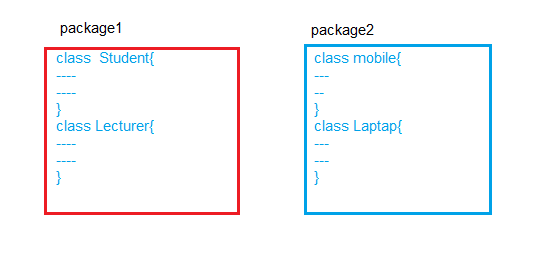 package1
class  Student{
----
----
}
class Lecturer{
----
----
}
package2
class mobile{
---
--
}
class Laptap{
---
---
}